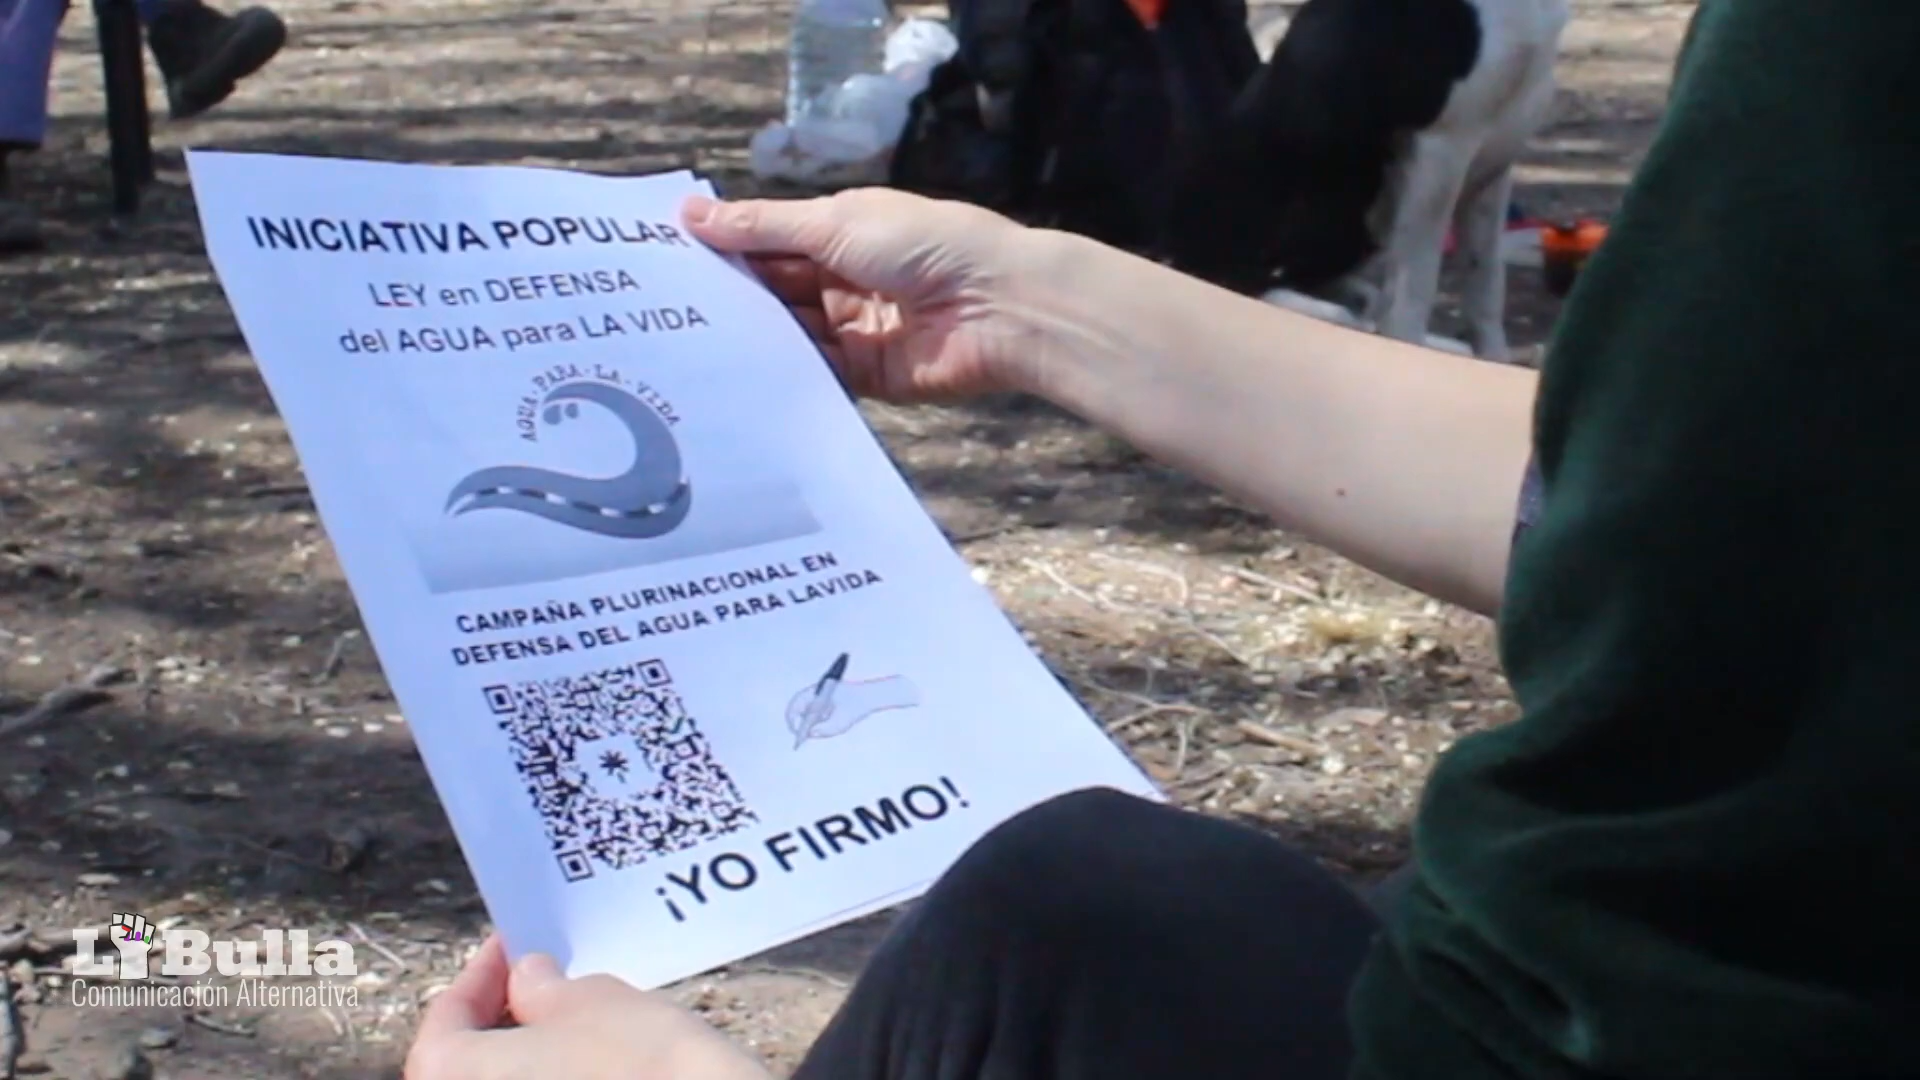 INICIATIVA POPULAR
LEY en DEFENSA
del AGUA para LA VIDA
AGUA-PARA-LA-VIDA
CAMPAÑA PLURINACIONAL EN
DEFENSA DEL AGUA PARA LAVIDA
¡YO FIRMO!
La Bulla
Comunicación Alternativa